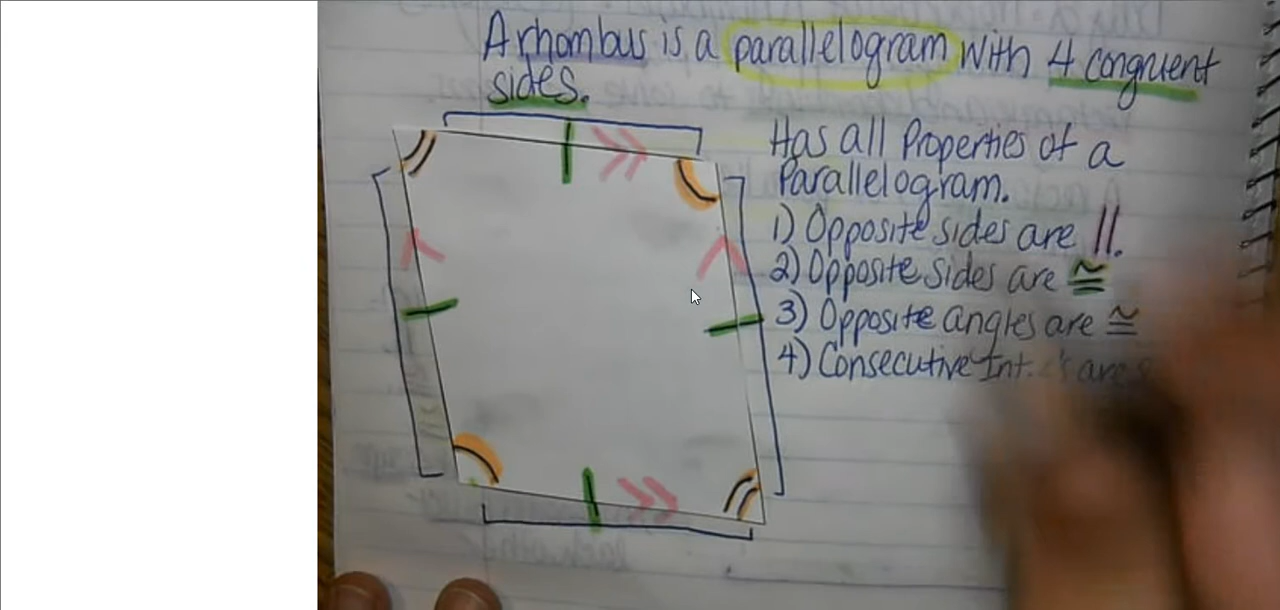 A rhombus is a parallelogram with 4 congruent
sides.
Has all Properties of a
Parallelogram.
1) Opposite sides are ||.
2) Opposite sides are ≅
3) Opposite angles are ≅
4) Consecutive Int. ∠'s are